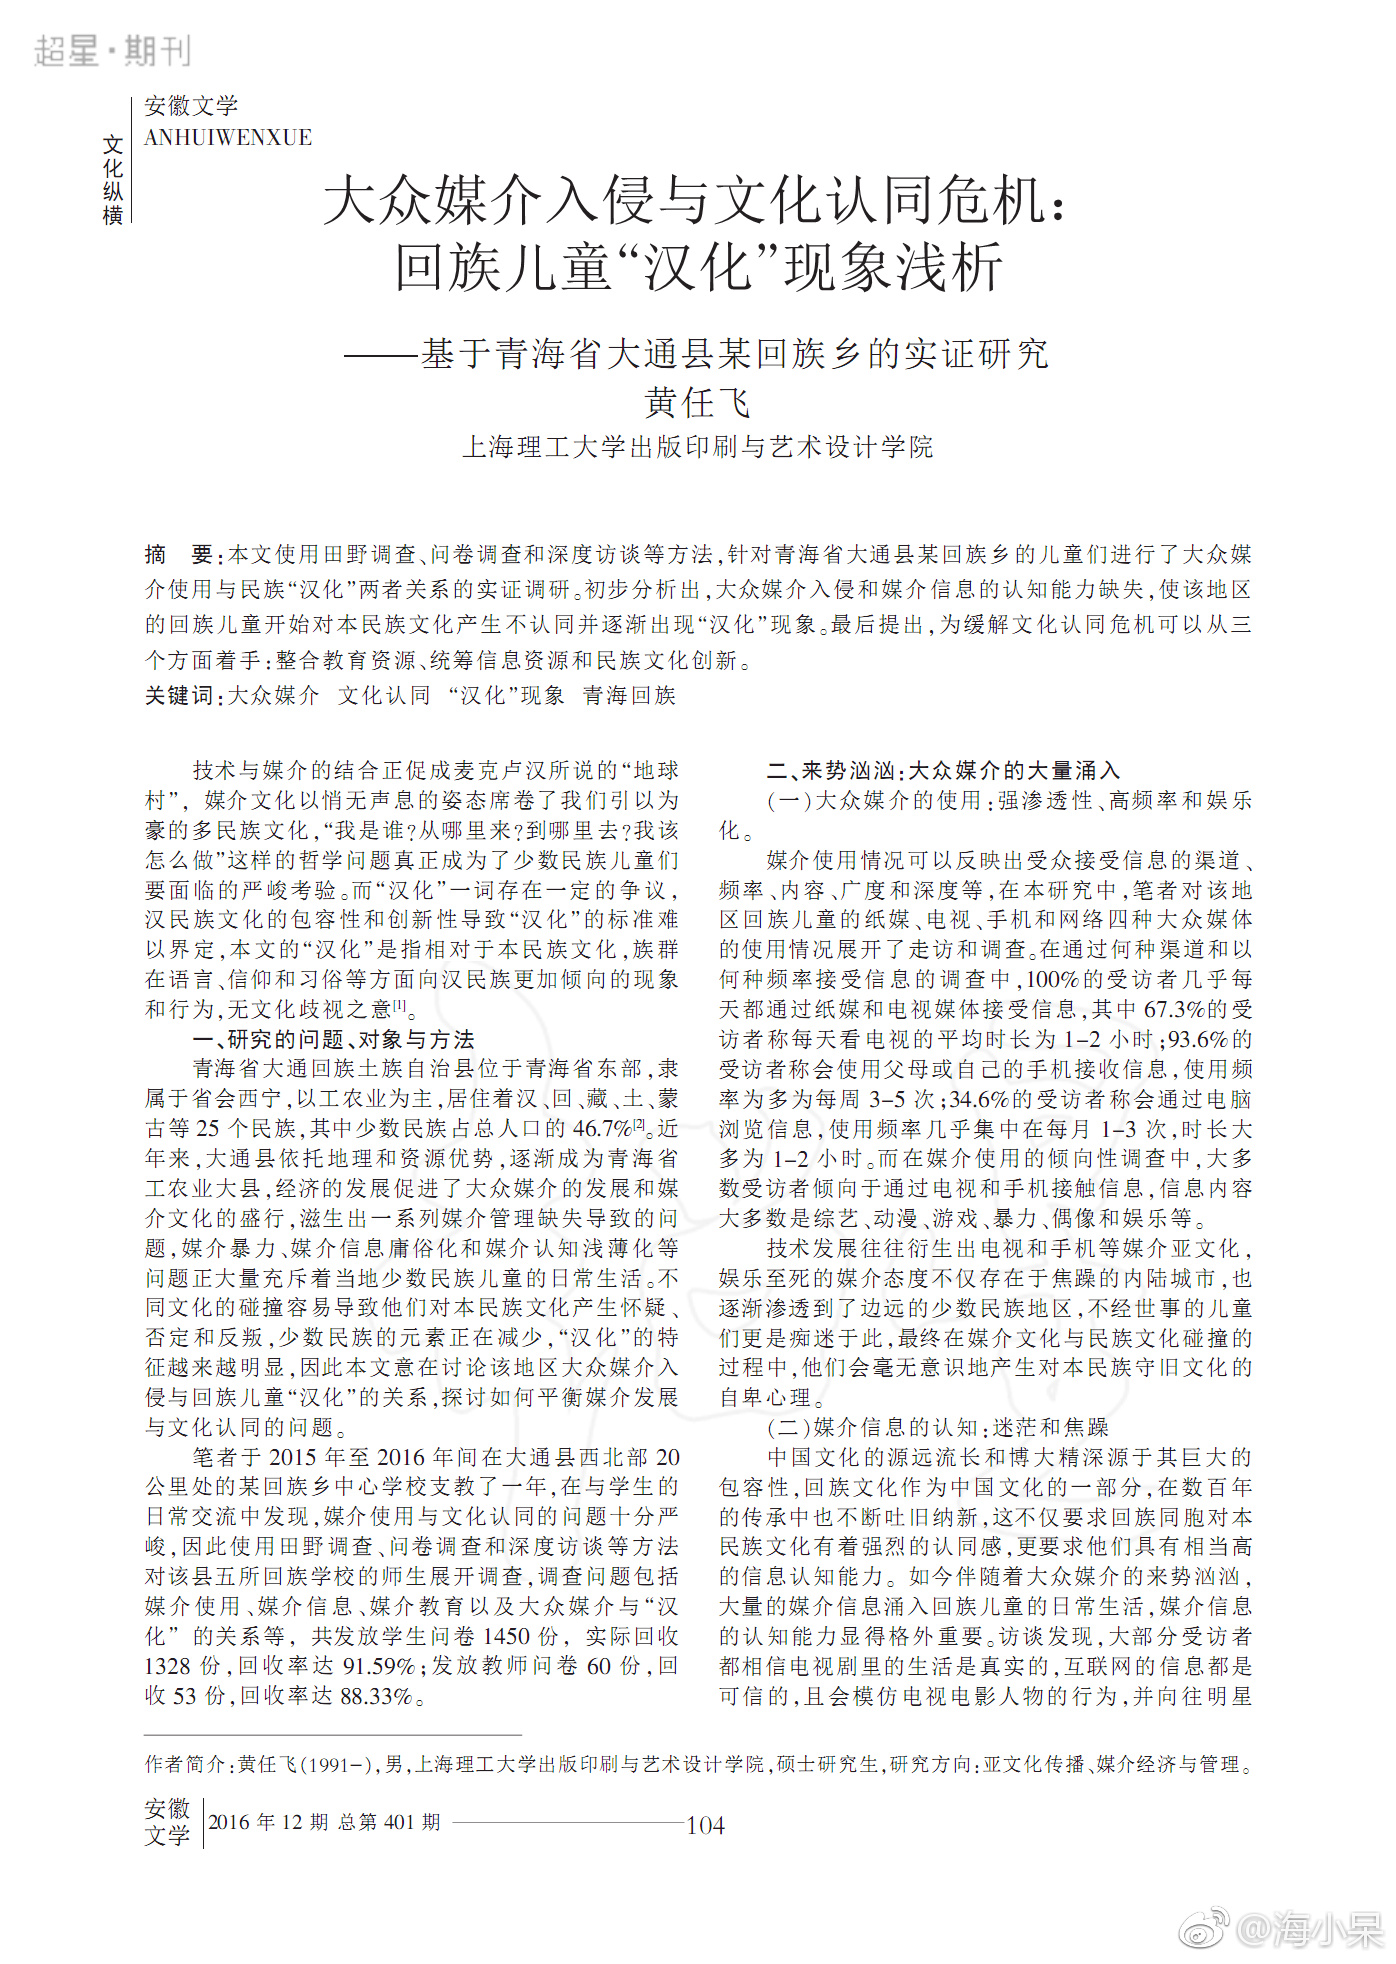 超星·期刊
安徽文学
ANHUIWENXUE
文化纵横
大众媒介入侵与文化认同危机：
回族儿童“汉化”现象浅析
——基于青海省大通县某回族乡的实证研究
黄任飞
上海理工大学出版印刷与艺术设计学院
摘　要：本文使用田野调查、问卷调查和深度访谈等方法，针对青海省大通县某回族乡的儿童们进行了大众媒
介使用与民族“汉化”两者关系的实证调研。初步分析出，大众媒介入侵和媒介信息的认知能力缺失，使该地区
的回族儿童开始对本民族文化产生不认同并逐渐出现“汉化”现象。最后提出，为缓解文化认同危机可以从三
个方面着手：整合教育资源、统筹信息资源和民族文化创新。
关键词：大众媒介　文化认同　“汉化”现象　青海回族
技术与媒介的结合正促成麦克卢汉所说的“地球
村”，媒介文化以悄无声息的姿态席卷了我们引以为
豪的多民族文化，“我是谁？从哪里来？到哪里去？我该
怎么做”这样的哲学问题真正成为了少数民族儿童们
要面临的严峻考验。而“汉化”一词存在一定的争议，
汉民族文化的包容性和创新性导致“汉化”的标准难
以界定，本文的“汉化”是指相对于本民族文化，族群
在语言、信仰和习俗等方面向汉民族更加倾向的现象
和行为，无文化歧视之意[1]。
一、研究的问题、对象与方法
青海省大通回族土族自治县位于青海省东部，隶
属于省会西宁，以工农业为主，居住着汉、回、藏、土、蒙
古等 25 个民族，其中少数民族占总人口的 46.7%[2]。近
年来，大通县依托地理和资源优势，逐渐成为青海省
工农业大县，经济的发展促进了大众媒介的发展和媒
介文化的盛行，滋生出一系列媒介管理缺失导致的问
题，媒介暴力、媒介信息庸俗化和媒介认知浅薄化等
问题正大量充斥着当地少数民族儿童的日常生活。不
同文化的碰撞容易导致他们对本民族文化产生怀疑、
否定和反叛，少数民族的元素正在减少，“汉化”的特
征越来越明显，因此本文意在讨论该地区大众媒介入
侵与回族儿童“汉化”的关系，探讨如何平衡媒介发展
与文化认同的问题。
笔者于 2015 年至 2016 年间在大通县西北部 20
公里处的某回族乡中心学校支教了一年，在与学生的
日常交流中发现，媒介使用与文化认同的问题十分严
峻，因此使用田野调查、问卷调查和深度访谈等方法
对该县五所回族学校的师生展开调查，调查问题包括
媒介使用、媒介信息、媒介教育以及大众媒介与“汉
化”的关系等，共发放学生问卷 1450 份，实际回收
1328 份，回收率达 91.59%；发放教师问卷 60 份，回
收 53 份，回收率达 88.33%。
二、来势汹汹：大众媒介的大量涌入
（一）大众媒介的使用：强渗透性、高频率和娱乐
化。
媒介使用情况可以反映出受众接受信息的渠道、
频率、内容、广度和深度等，在本研究中，笔者对该地
区回族儿童的纸媒、电视、手机和网络四种大众媒体
的使用情况展开了走访和调查。在通过何种渠道和以
何种频率接受信息的调查中，100%的受访者几乎每
天都通过纸媒和电视媒体接受信息，其中 67.3%的受
访者称每天看电视的平均时长为 1-2 小时；93.6%的
受访者称会使用父母或自己的手机接收信息，使用频
率为多为每周 3-5 次；34.6%的受访者称会通过电脑
浏览信息，使用频率几乎集中在每月 1-3 次，时长大
多为 1-2 小时。而在媒介使用的倾向性调查中，大多
数受访者倾向于通过电视和手机接触信息，信息内容
大多数是综艺、动漫、游戏、暴力、偶像和娱乐等。
技术发展往往衍生出电视和手机等媒介亚文化，
娱乐至死的媒介态度不仅存在于焦躁的内陆城市，也
逐渐渗透到了边远的少数民族地区，不经世事的儿童
们更是痴迷于此，最终在媒介文化与民族文化碰撞的
过程中，他们会毫无意识地产生对本民族守旧文化的
自卑心理。
（二）媒介信息的认知：迷茫和焦躁
中国文化的源远流长和博大精深源于其巨大的
包容性，回族文化作为中国文化的一部分，在数百年
的传承中也不断吐旧纳新，这不仅要求回族同胞对本
民族文化有着强烈的认同感，更要求他们具有相当高
的信息认知能力。如今伴随着大众媒介的来势汹汹，
大量的媒介信息涌入回族儿童的日常生活，媒介信息
的认知能力显得格外重要。访谈发现，大部分受访者
都相信电视剧里的生活是真实的，互联网的信息都是
可信的，且会模仿电视电影人物的行为，并向往明星
作者简介：黄任飞（1991-），男，上海理工大学出版印刷与艺术设计学院，硕士研究生，研究方向：亚文化传播、媒介经济与管理。
安徽文学 2016 年 12 期 总第 401 期 104
@海小呆